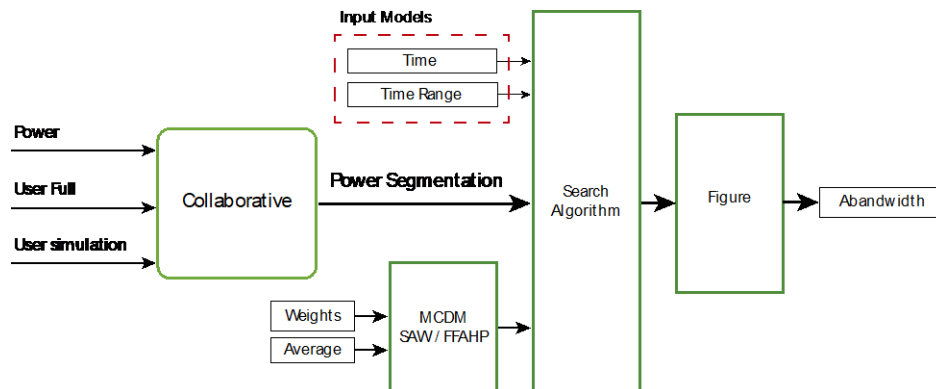 Input Models
Time
Time Range
Power
User Full
User simulation
Collaborative
Power Segmentation
Search
Algorithm
Figure
Abandwidth
Weights
Average
MCDM
SAW / FFAHP